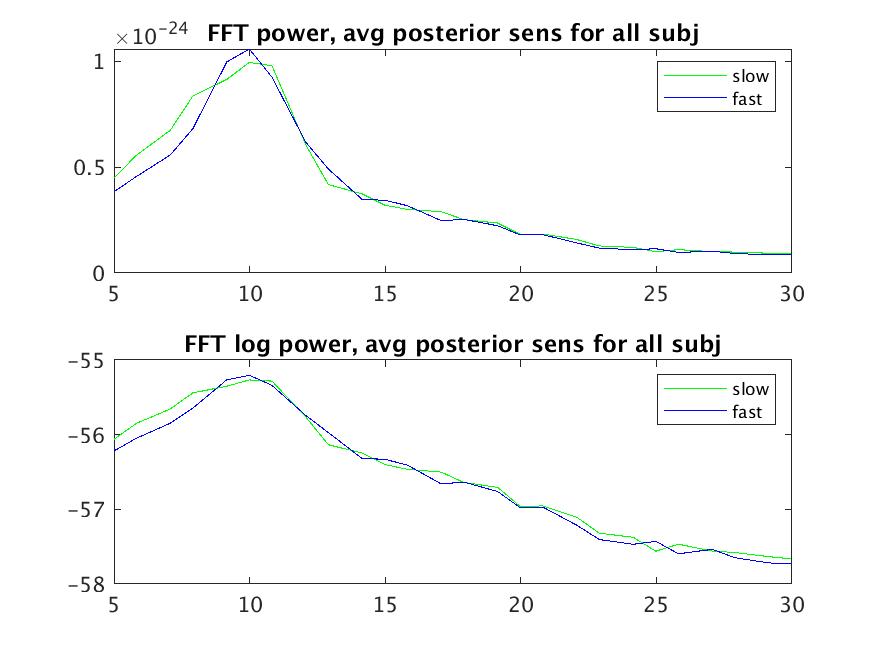 ×10⁻²⁴ FFT power, avg posterior sens for all subj
1
0.5
0
slow
fast
5 10 15 20 25 30
FFT log power, avg posterior sens for all subj
-55
-56
-57
-58
slow
fast
5 10 15 20 25 30